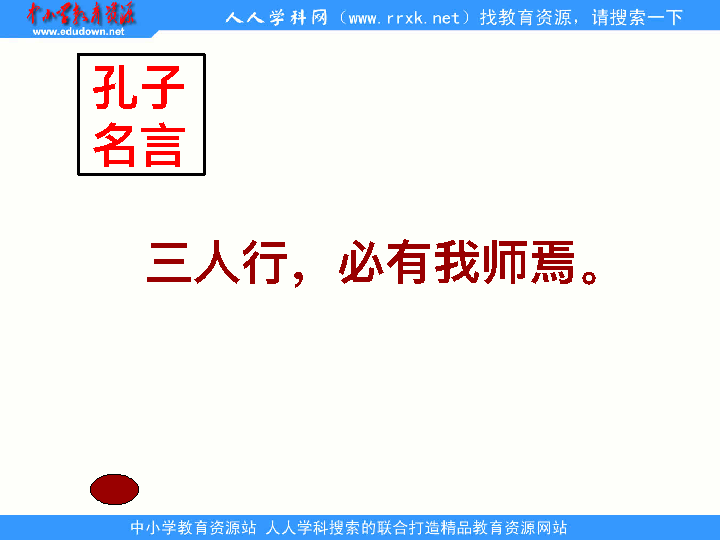 中小学教育资源
www.edudown.net
人人学科网（www.rrxk.net）找教育资源，请搜索一下
孔子
名言
三人行，必有我师焉。
中小学教育资源站 人人学科搜索的联合打造精品教育资源网站